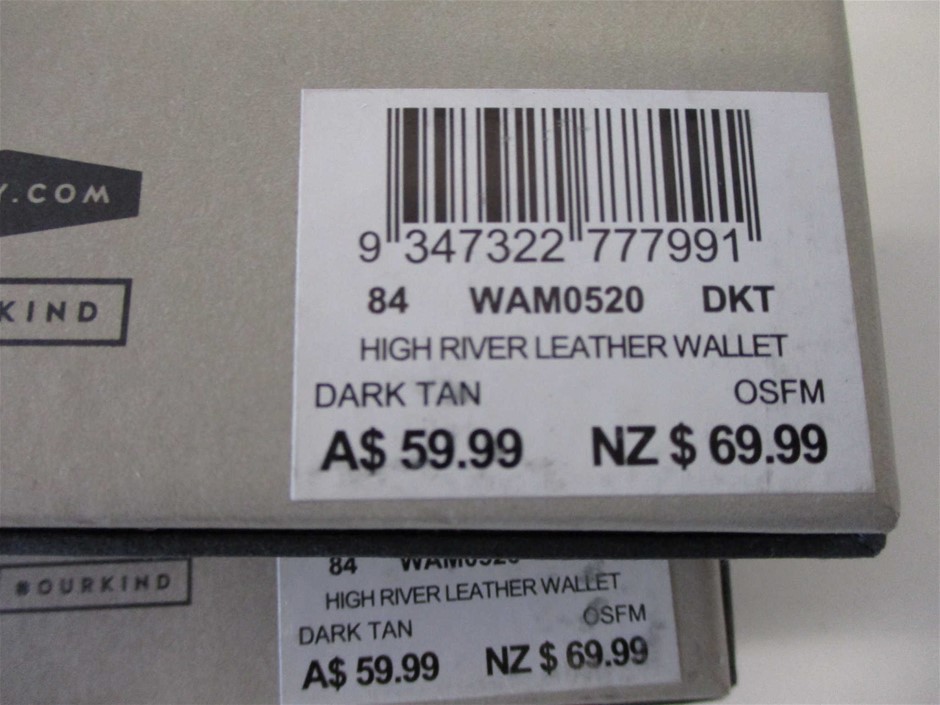 Y.COM
KIND
9 347322 777991
84 WAM0520 DKT
HIGH RIVER LEATHER WALLET
DARK TAN OSFM
A$ 59.99 NZ $ 69.99
#OURKIND
84 WAM0520
HIGH RIVER LEATHER WALLET
DARK TAN OSFM
A$ 59.99 NZ $ 69.99